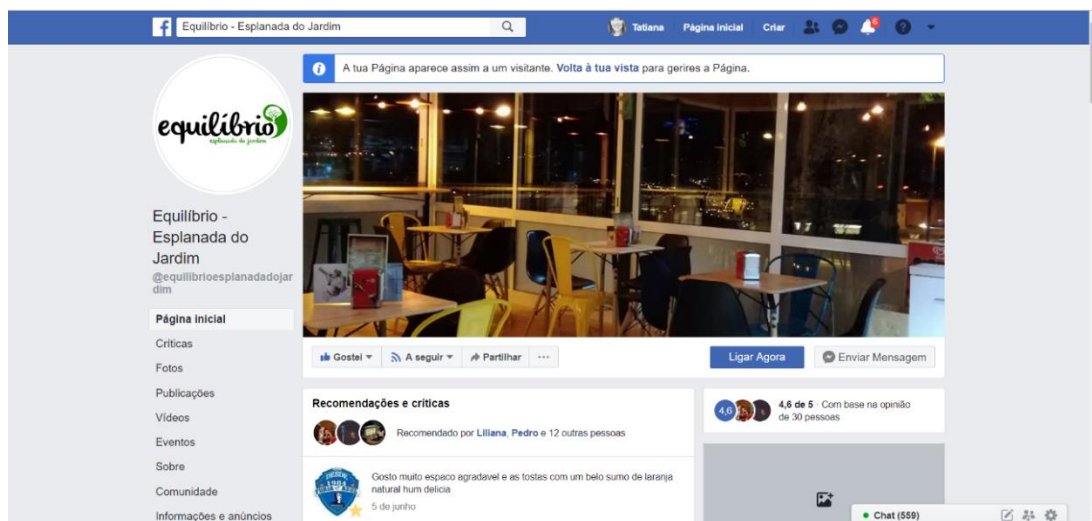 Equilíbrio - Esplanada do Jardim
Tatiana
Página inicial
Criar
6
A tua Página aparece assim a um visitante. Volta à tua vista para gerires a Página.
equilíbrio
esplanada do jardim
Equilíbrio -
Esplanada do
Jardim
@equilibrioesplanadadojar
dim
Página inicial
Críticas
Fotos
Publicações
Vídeos
Eventos
Sobre
Comunidade
Informações e anúncios
Gostei
A seguir
Partilhar
Ligar Agora
Enviar Mensagem
Recomendações e críticas
Recomendado por Liliana, Pedro e 12 outras pessoas
Gosto muito espaco agradavel e as tostas com um belo sumo de laranja
natural hum delicia
5 de junho
4,6
4,6 de 5 · Com base na opinião
de 30 pessoas
Chat (559)